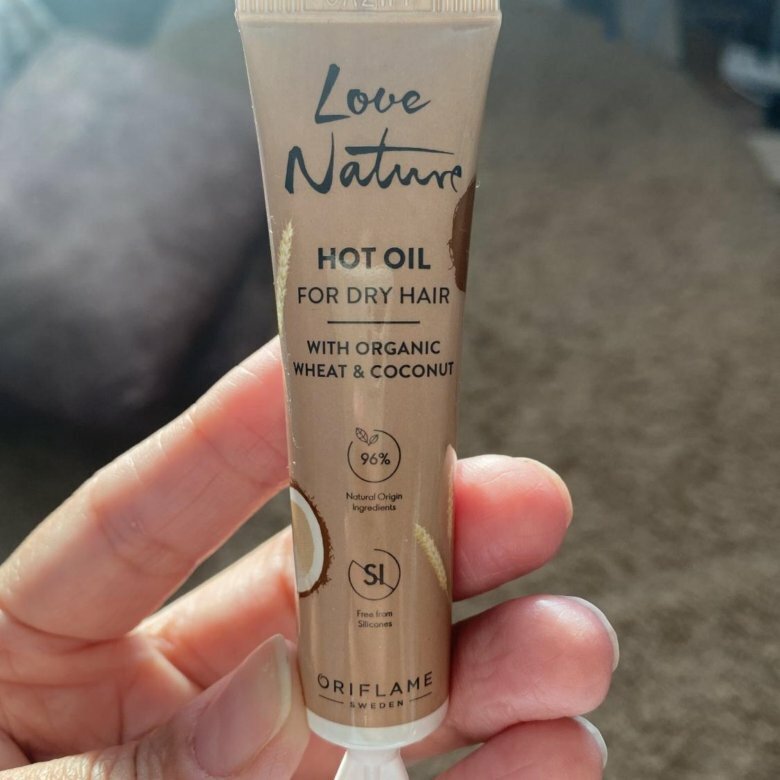 Love
Nature
HOT OIL
FOR DRY HAIR
WITH ORGANIC
WHEAT & COCONUT
96%
Natural Origin
Ingredients
SI
Free from
Silicones
ORIFLAME
SWEDEN